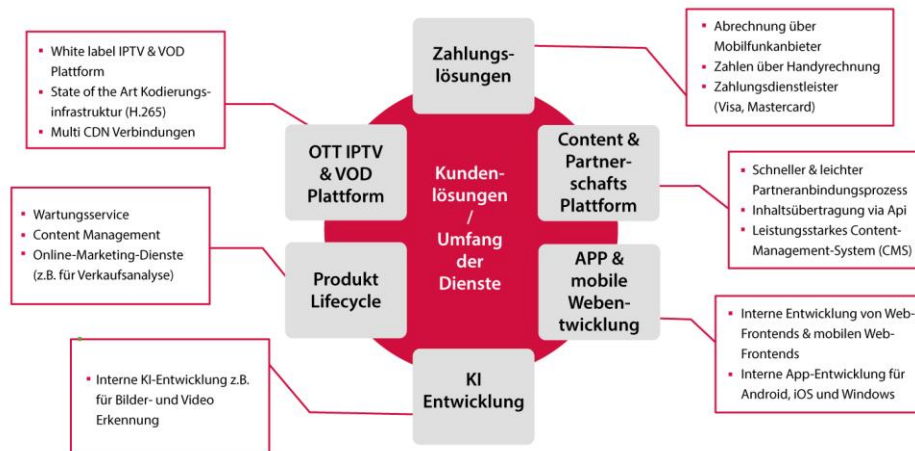 White label IPTV & VOD
Plattform
State of the Art Kodierungs-
infrastruktur (H.265)
Multi CDN Verbindungen
Zahlungs-
lösungen
Abrechnung über
Mobilfunkanbieter
Zahlen über Handyrechnung
Zahlungsdienstleister
(Visa, Mastercard)
OTT IPTV
& VOD
Plattform
Kunden-
lösungen
/
Umfang
der
Dienste
Content &
Partner-
schafts
Plattform
Schneller & leichter
Partneranbindungsprozess
Inhaltsübertragung via Api
Leistungsstarkes Content-
Management-System (CMS)
Wartungsservice
Content Management
Online-Marketing-Dienste
(z.B. für Verkaufsanalyse)
Produkt
Lifecycle
APP &
mobile
Weben-
twicklung
Interne Entwicklung von Web-
Frontends & mobilen Web-
Frontends
Interne App-Entwicklung für
Android, iOS und Windows
Interne KI-Entwicklung z.B.
für Bilder- und Video
Erkennung
KI
Entwicklung